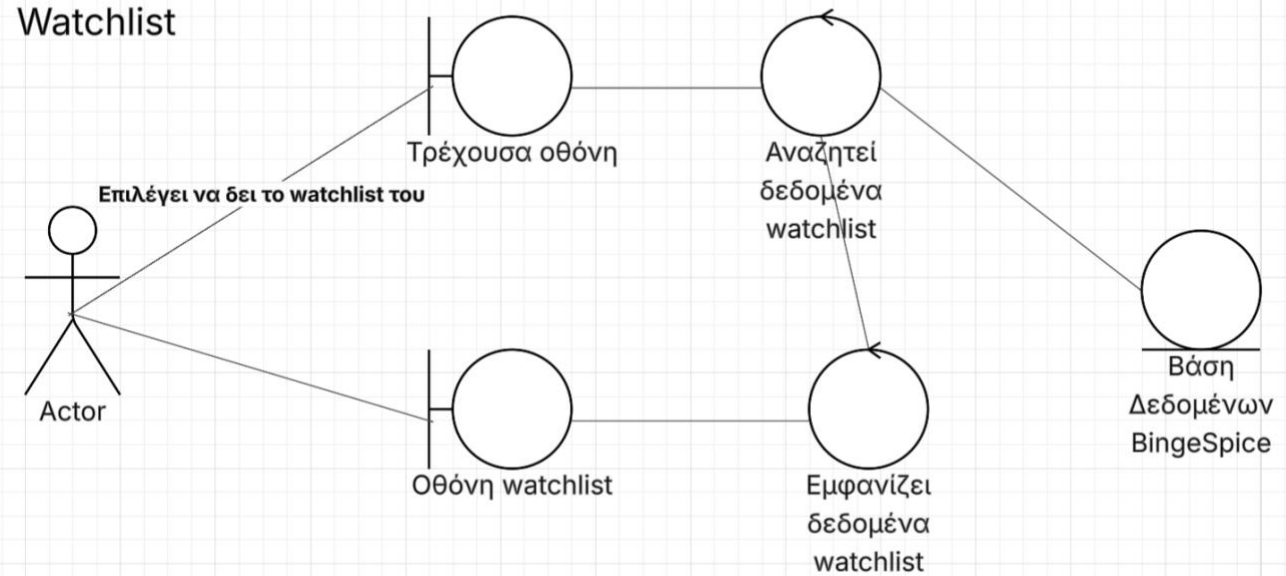 Watchlist
Τρέχουσα οθόνη
Αναζητεί
δεδομένα
watchlist
Επιλέγει να δει το watchlist του
Actor
Βάση
Δεδομένων
BingeSpice
Οθόνη watchlist
Εμφανίζει
δεδομένα
watchlist